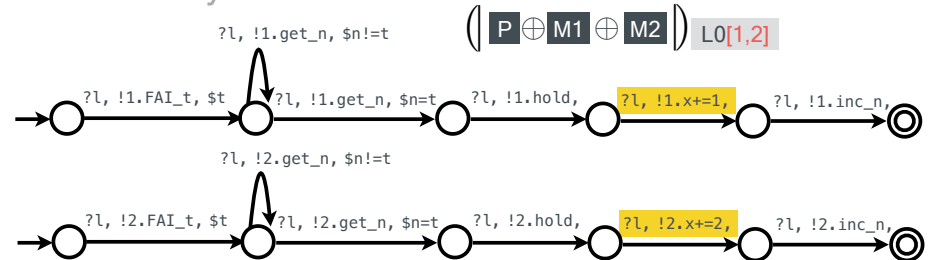 (| P ⊕ M1 ⊕ M2 |) L0[1,2]
?l, !1.get_n, $n!=t
?l, !1.FAI_t, $t ?l, !1.get_n, $n=t ?l, !1.hold, ?l, !1.x+=1, ?l, !1.inc_n,
?l, !2.get_n, $n!=t
?l, !2.FAI_t, $t ?l, !2.get_n, $n=t ?l, !2.hold, ?l, !2.x+=2, ?l, !2.inc_n,